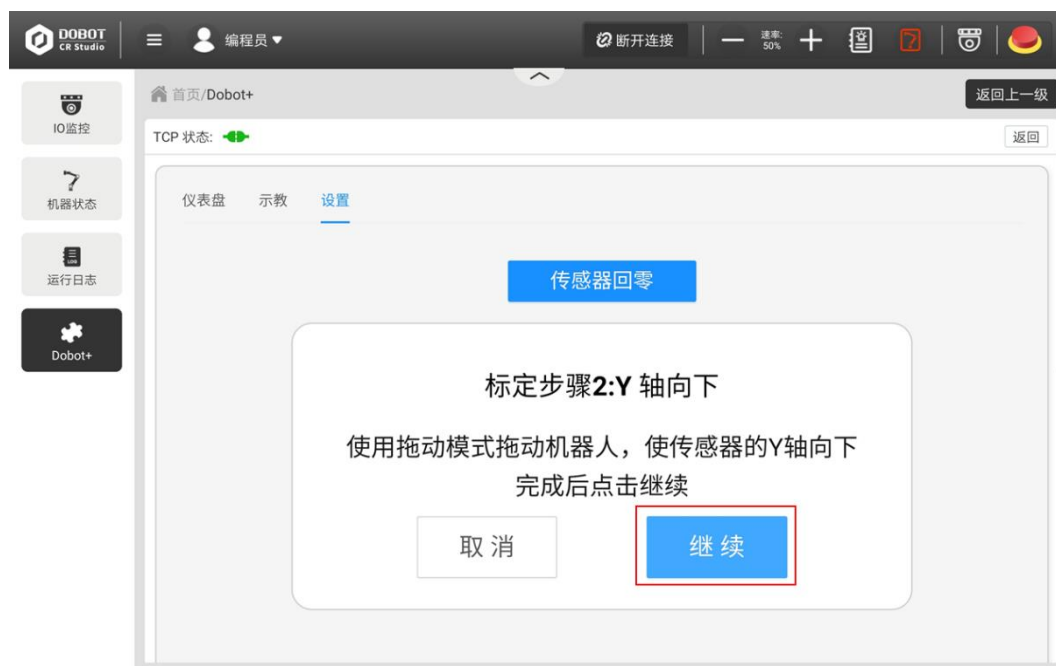 DOBOT
CR Studio
编程员
断开连接
速率:
50%
IO监控
机器状态
LOG
运行日志
Dobot+
首页/Dobot+
返回上一级
TCP 状态:
返回
仪表盘 示教 设置
传感器回零
标定步骤2:Y 轴向下
使用拖动模式拖动机器人，使传感器的Y轴向下
完成后点击继续
取消
继续